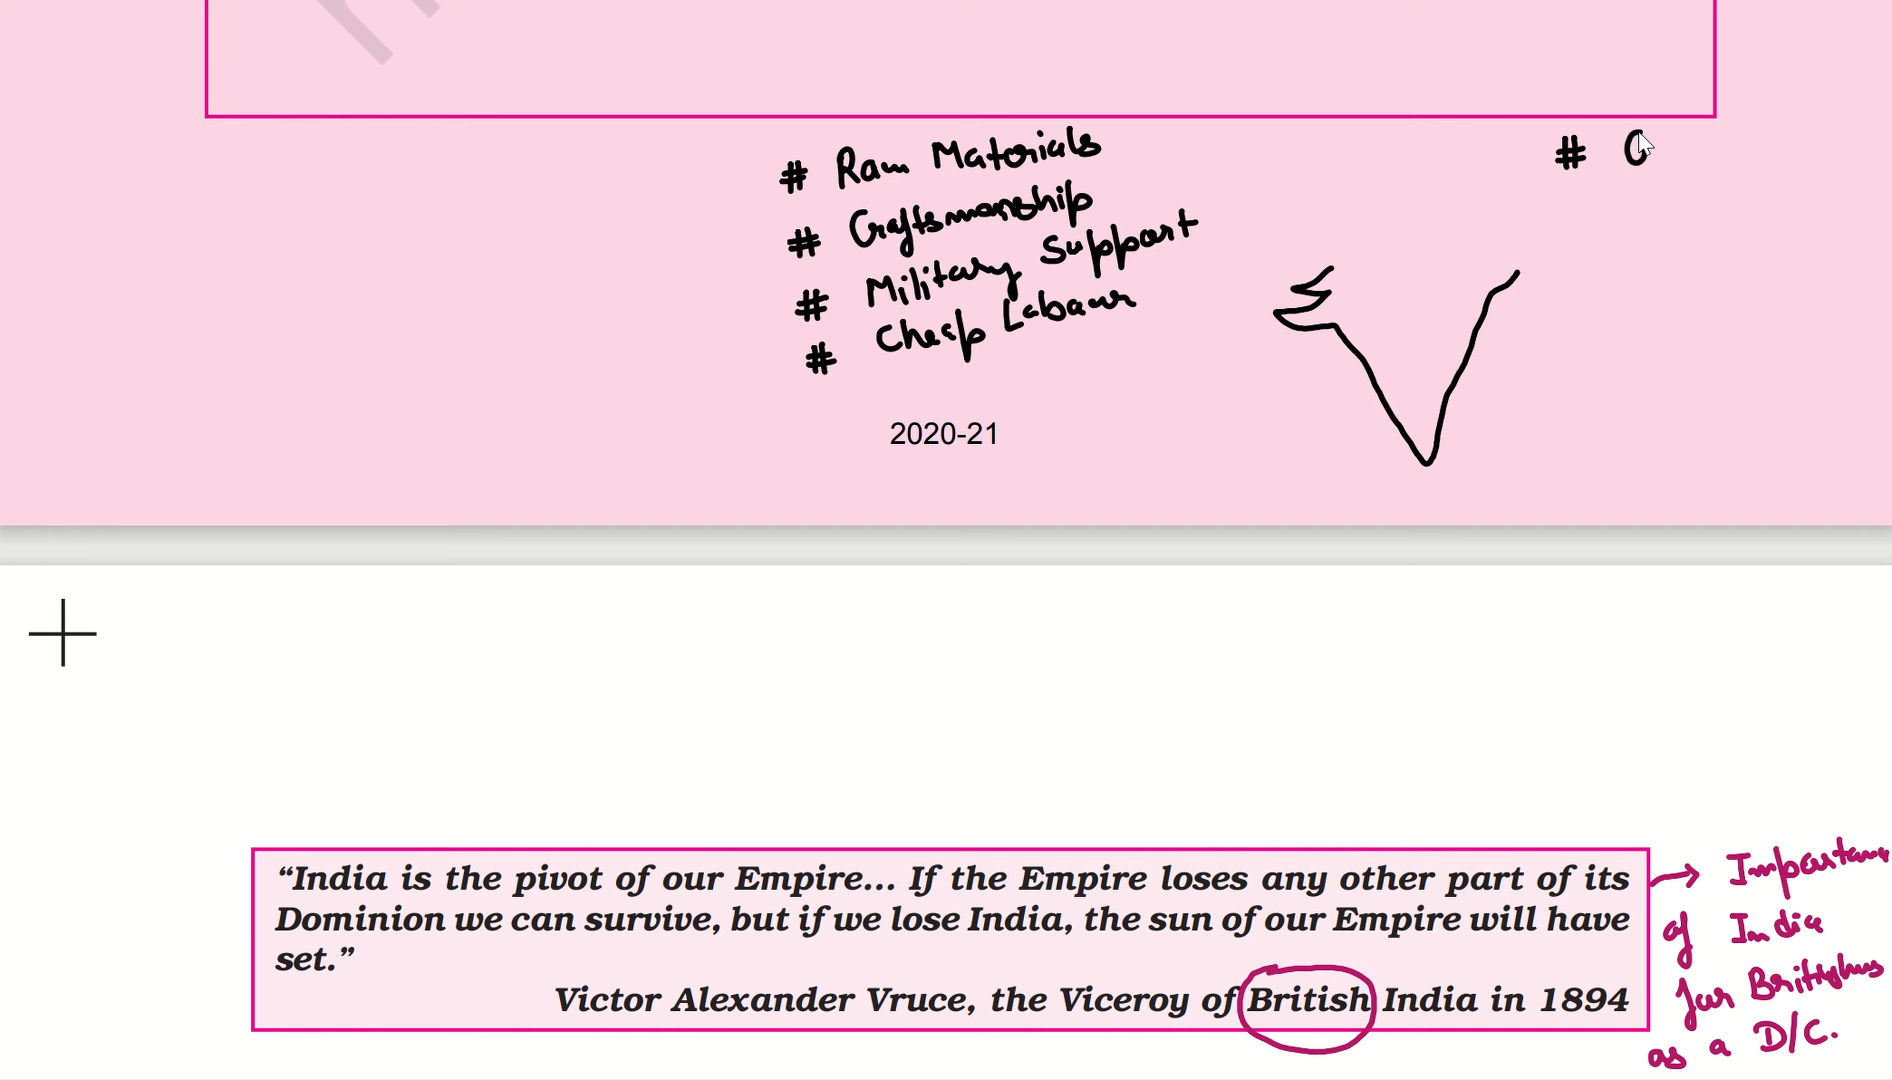 # Raw Materials
# Craftsmanship
# Military Support
# Cheap Labour
# C
2020-21
“India is the pivot of our Empire... If the Empire loses any other part of its
Dominion we can survive, but if we lose India, the sun of our Empire will have
set.”
Victor Alexander Vruce, the Viceroy of British India in 1894
→ Importance
of India
for
as a D/C.